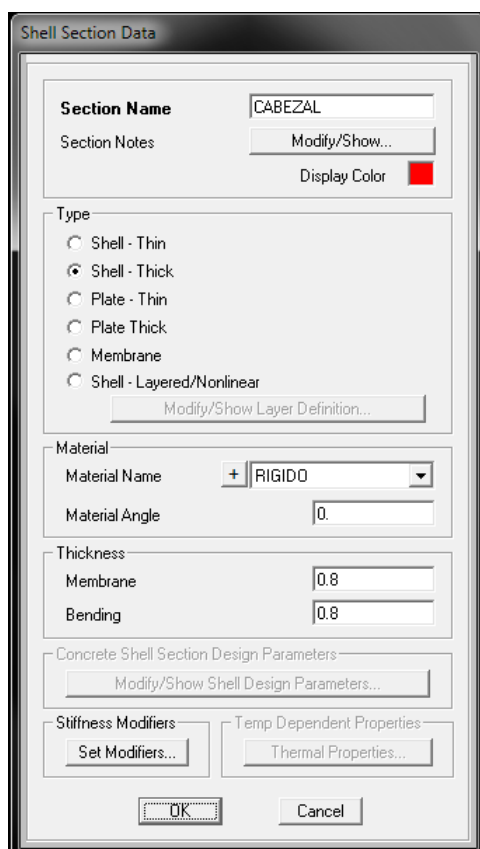 Shell Section Data
Section Name CABEZAL
Section Notes Modify/Show...
Display Color
Type
Shell - Thin
Shell - Thick
Plate - Thin
Plate Thick
Membrane
Shell - Layered/Nonlinear
Modify/Show Layer Definition...
Material
Material Name + RIGIDO
Material Angle 0.
Thickness
Membrane 0.8
Bending 0.8
Concrete Shell Section Design Parameters
Modify/Show Shell Design Parameters...
Stiffness Modifiers Temp Dependent Properties
Set Modifiers... Thermal Properties...
OK Cancel